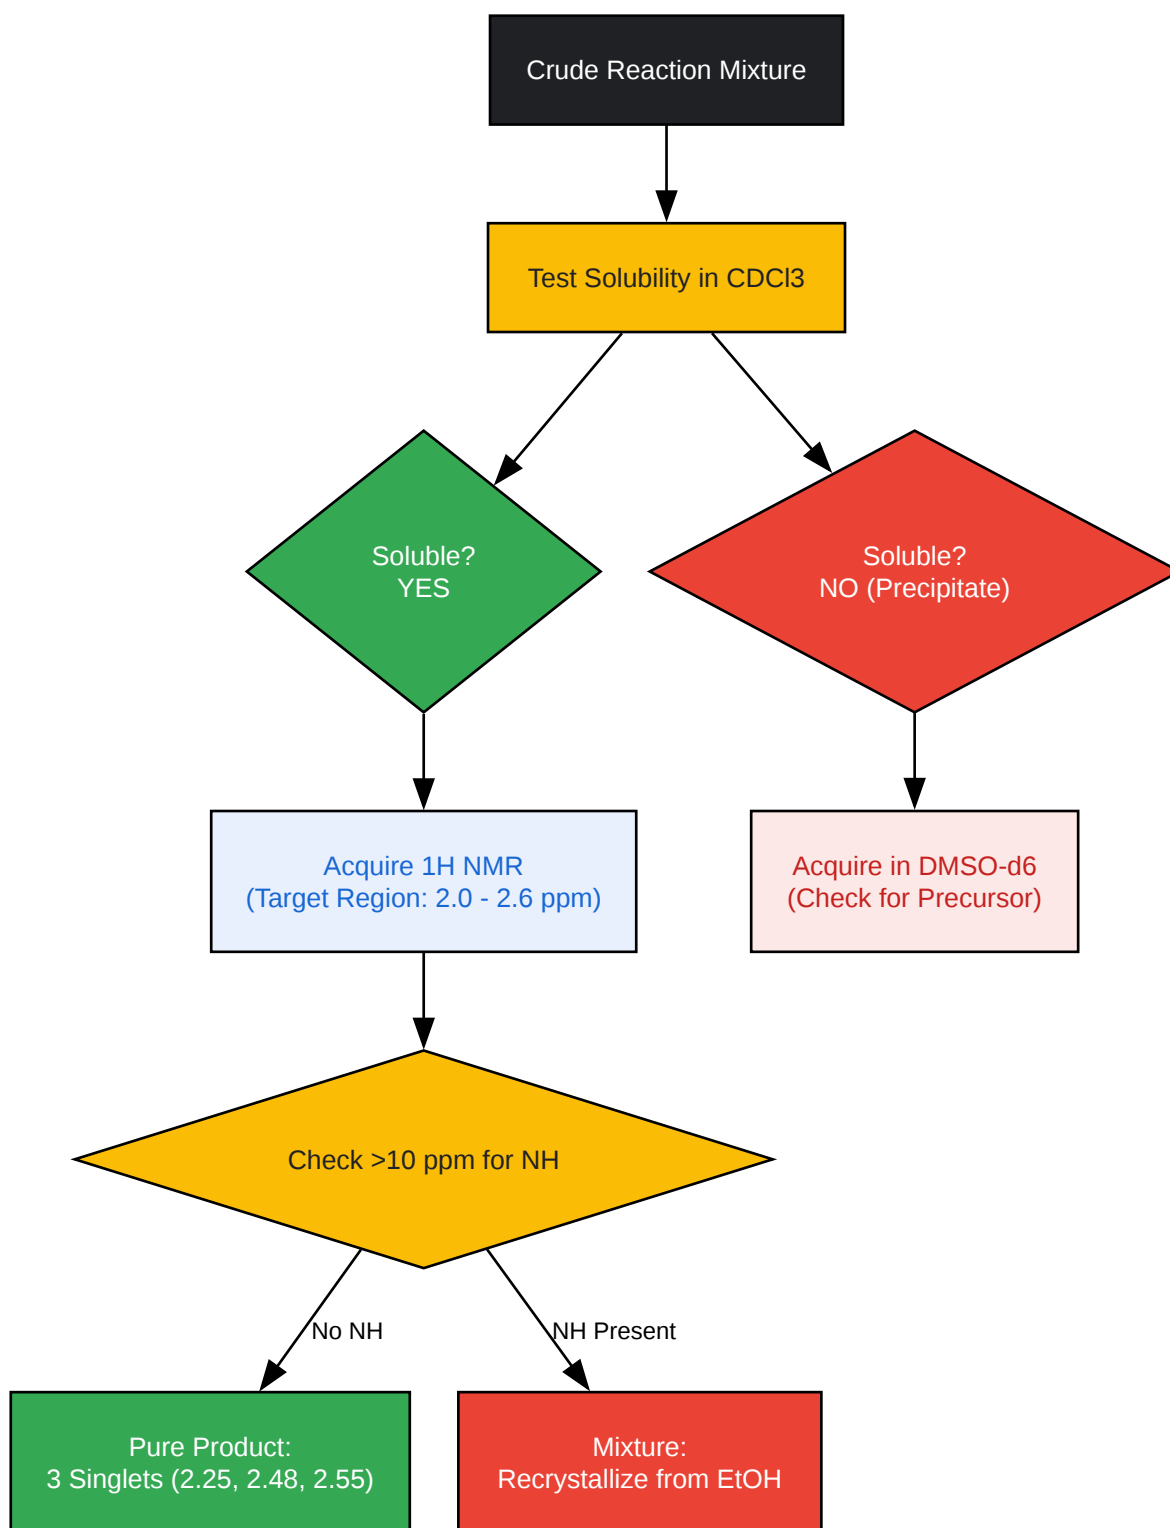 Crude Reaction Mixture
Test Solubility in CDCl3
Soluble?
YES
Soluble?
NO (Precipitate)
Acquire 1H NMR
(Target Region: 2.0 - 2.6 ppm)
Acquire in DMSO-d6
(Check for Precursor)
Check >10 ppm for NH
No NH
NH Present
Pure Product:
3 Singlets (2.25, 2.48, 2.55)
Mixture:
Recrystallize from EtOH